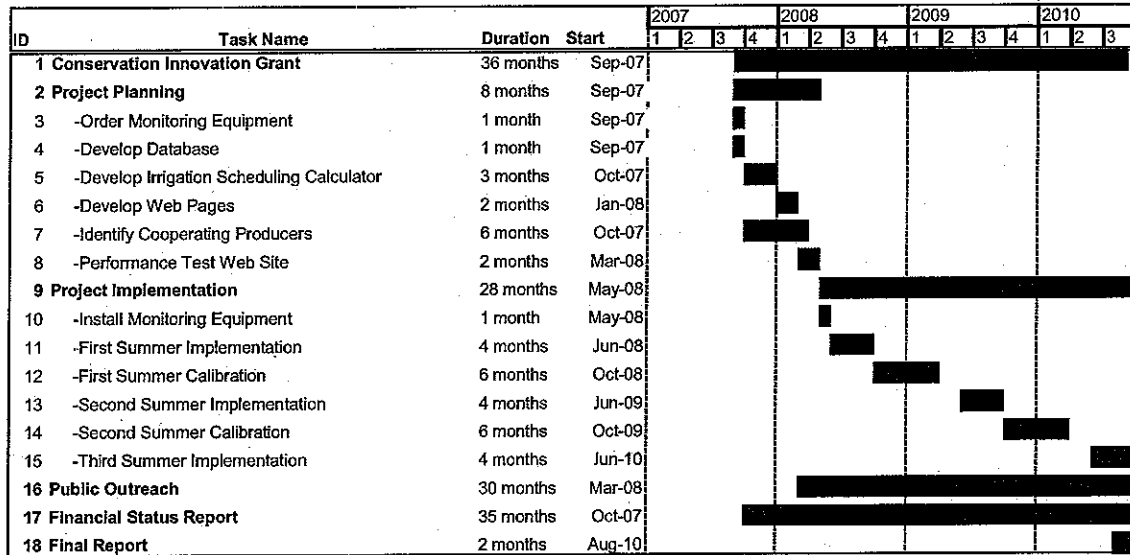 2007 2008 2009 2010
ID Task Name Duration Start 1 2 3 4 1 2 3 4 1 2 3 4 1 2 3
1 Conservation Innovation Grant 36 months Sep-07
2 Project Planning 8 months Sep-07
3 -Order Monitoring Equipment 1 month Sep-07
4 -Develop Database 1 month Sep-07
5 -Develop Irrigation Scheduling Calculator 3 months Oct-07
6 -Develop Web Pages 2 months Jan-08
7 -Identify Cooperating Producers 6 months Oct-07
8 -Performance Test Web Site 2 months Mar-08
9 Project Implementation 28 months May-08
10 -Install Monitoring Equipment 1 month May-08
11 -First Summer Implementation 4 months Jun-08
12 -First Summer Calibration 6 months Oct-08
13 -Second Summer Implementation 4 months Jun-09
14 -Second Summer Calibration 6 months Oct-09
15 -Third Summer Implementation 4 months Jun-10
16 Public Outreach 30 months Mar-08
17 Financial Status Report 35 months Oct-07
18 Final Report 2 months Aug-10